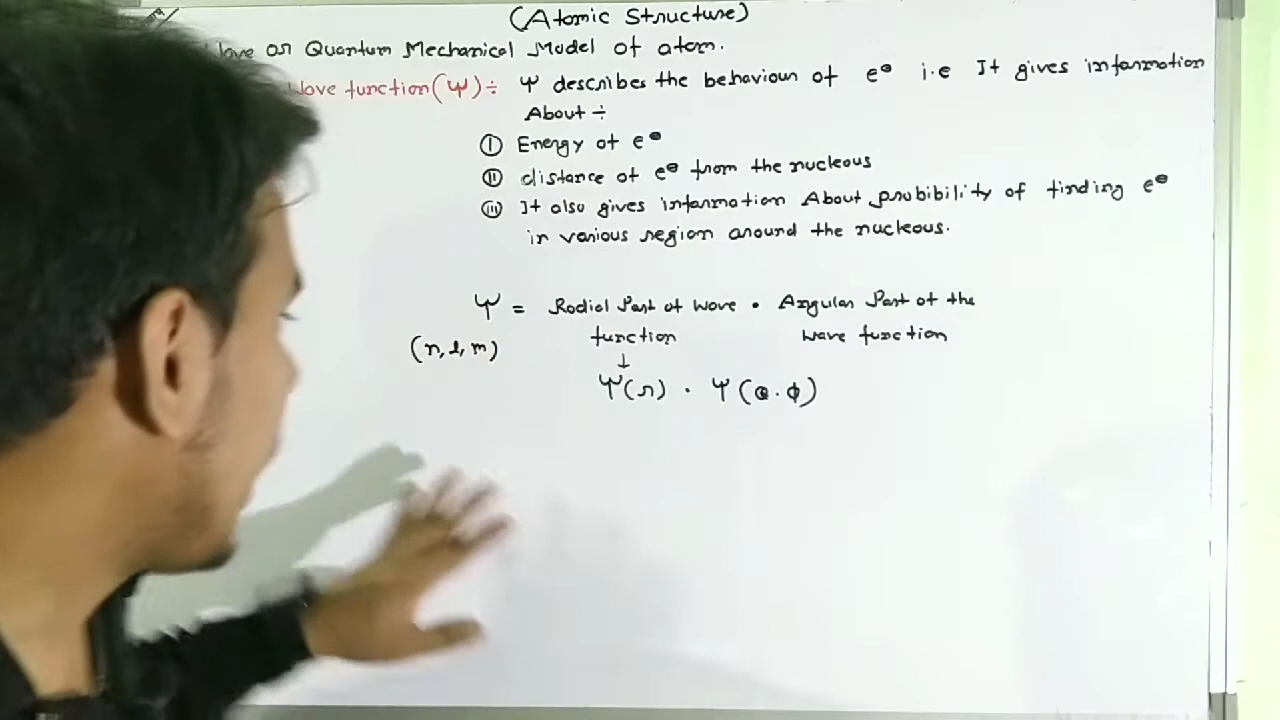 (Atomic Structure)
on Quantum Mechanical Model of atom.
function (Ψ) ÷ Ψ describes the behaviour of e⊖ i.e It gives information
About ÷
① Energy of e⊖
② distance of e⊖ from the nucleous
③ It also gives information About probibility of finding e⊖
in various region around the nucleous.
Ψ = Radial Part of wave • Angular Part of the
(n, l, m) function wave function
↓
Ψ(r) . Ψ(θ.ϕ)